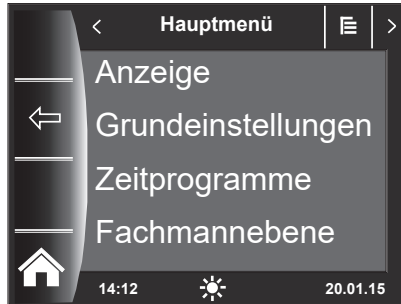 Hauptmenü
Anzeige
Grundeinstellungen
Zeitprogramme
Fachmannebene
14:12 20.01.15